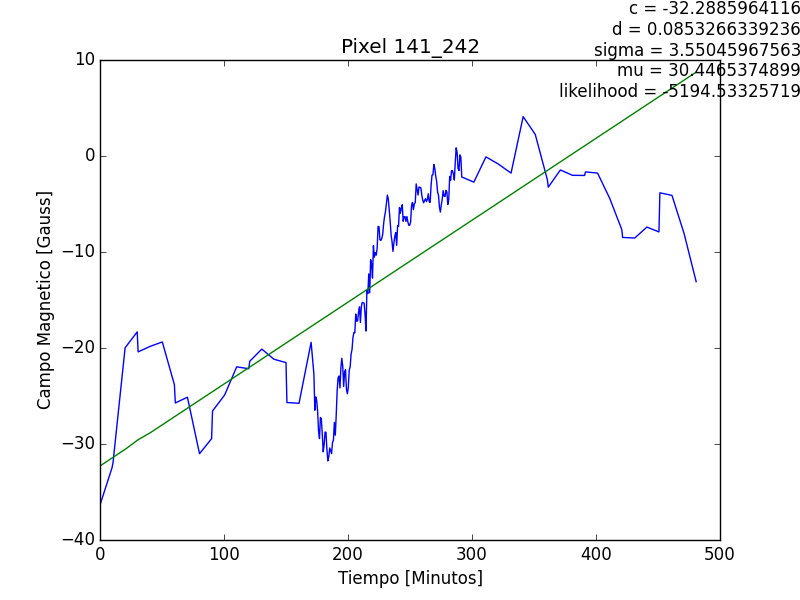 c = -32.2885964116
d = 0.0853266339236
Pixel 141_242
sigma = 3.55045967563
mu = 30.4465374899
likelihood = -5194.53325719
10
0
−10
−20
−30
−40
Campo Magnetico [Gauss]
0 100 200 300 400 500
Tiempo [Minutos]